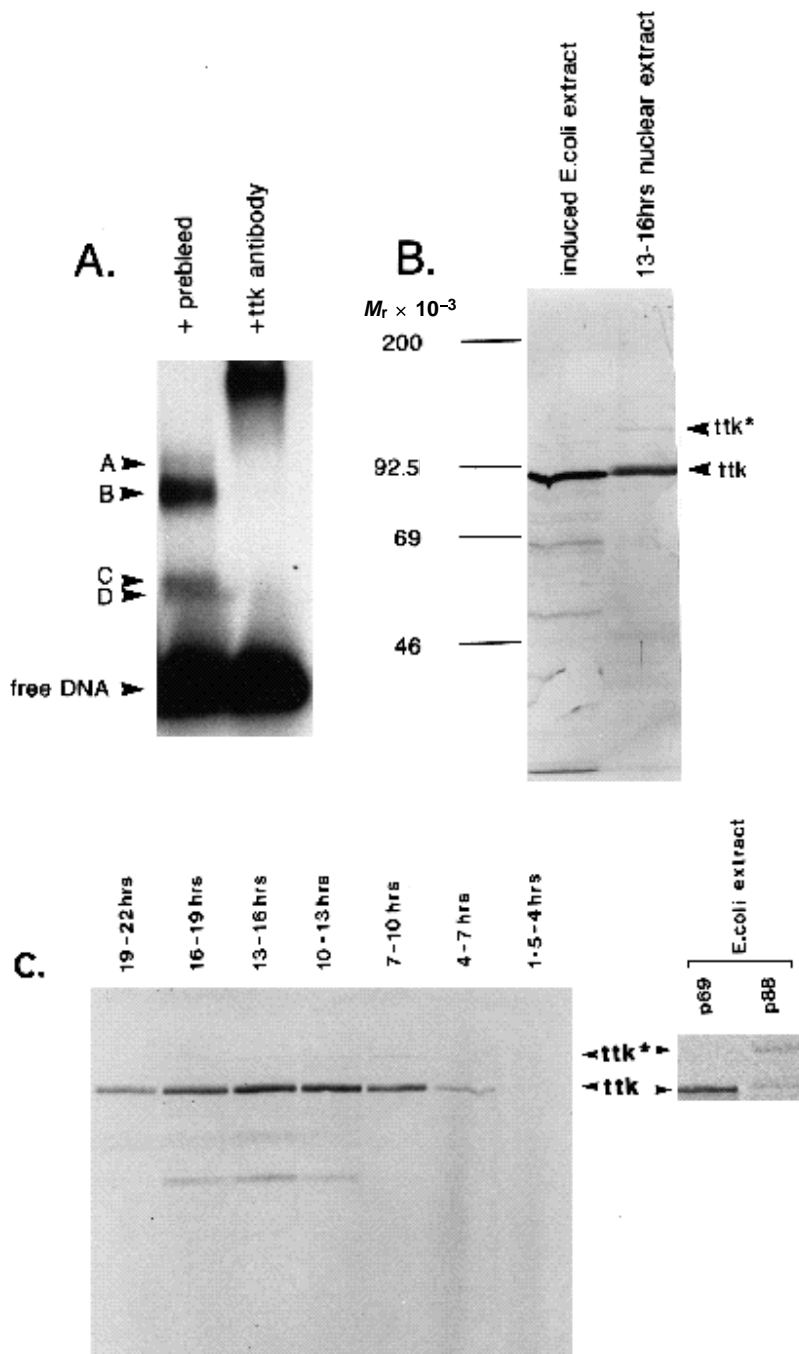 A.
+ prebleed
+ttk antibody
A
B
C
D
free DNA
B.
induced E.coli extract
13-16hrs nuclear extract
Mr × 10–3
200
92.5
69
46
ttk*
ttk
C.
19-22hrs
16-19hrs
13-16hrs
10•13hrs
7-10hrs
4-7hrs
1·5-4hrs
E.coli extract
p69
p88
ttk*
ttk